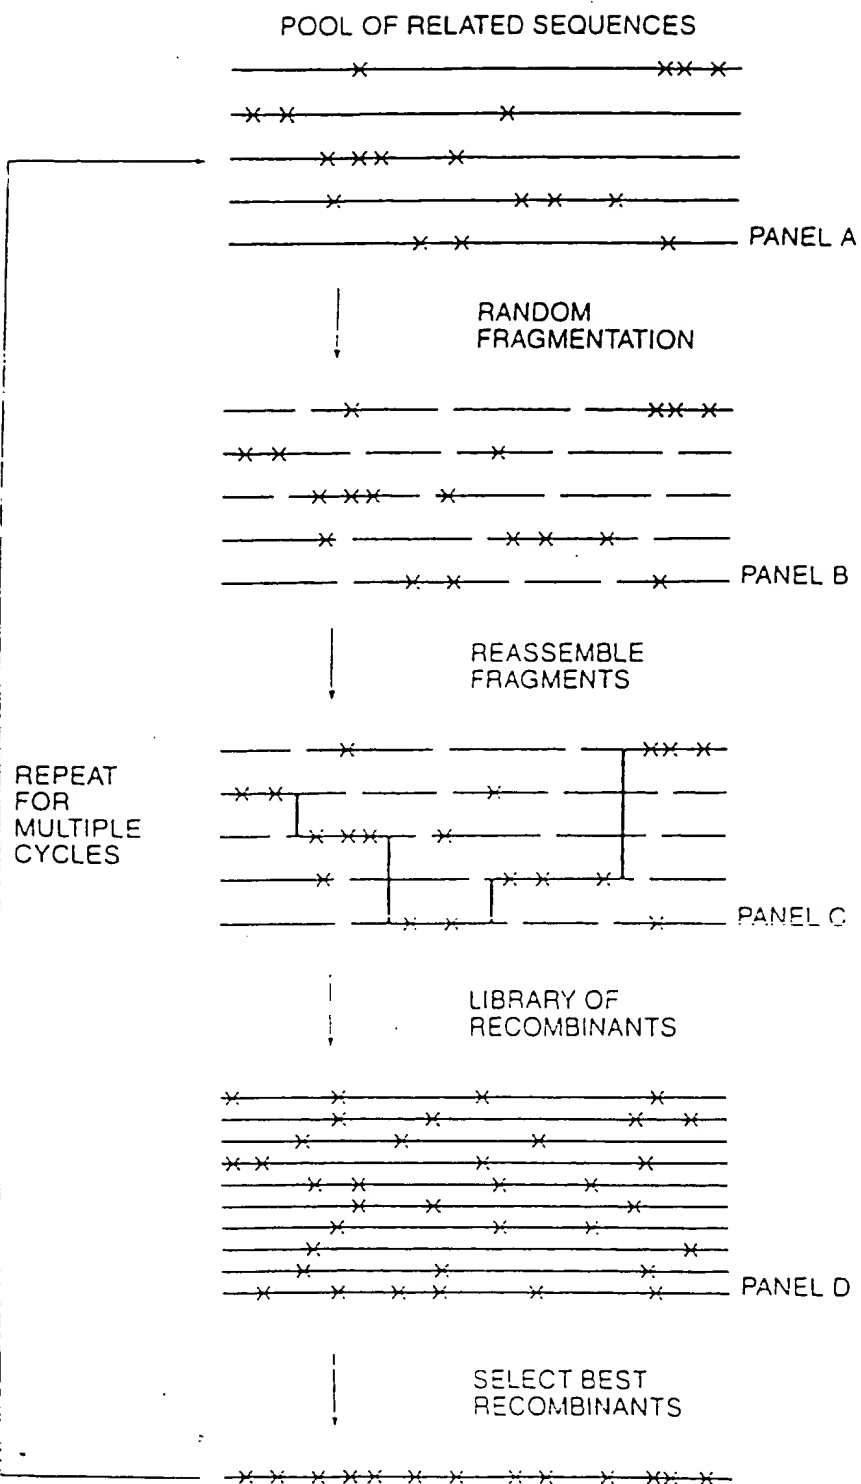 POOL OF RELATED SEQUENCES
PANEL A
RANDOM
FRAGMENTATION
PANEL B
REASSEMBLE
FRAGMENTS
REPEAT
FOR
MULTIPLE
CYCLES
PANEL C
LIBRARY OF
RECOMBINANTS
PANEL D
SELECT BEST
RECOMBINANTS